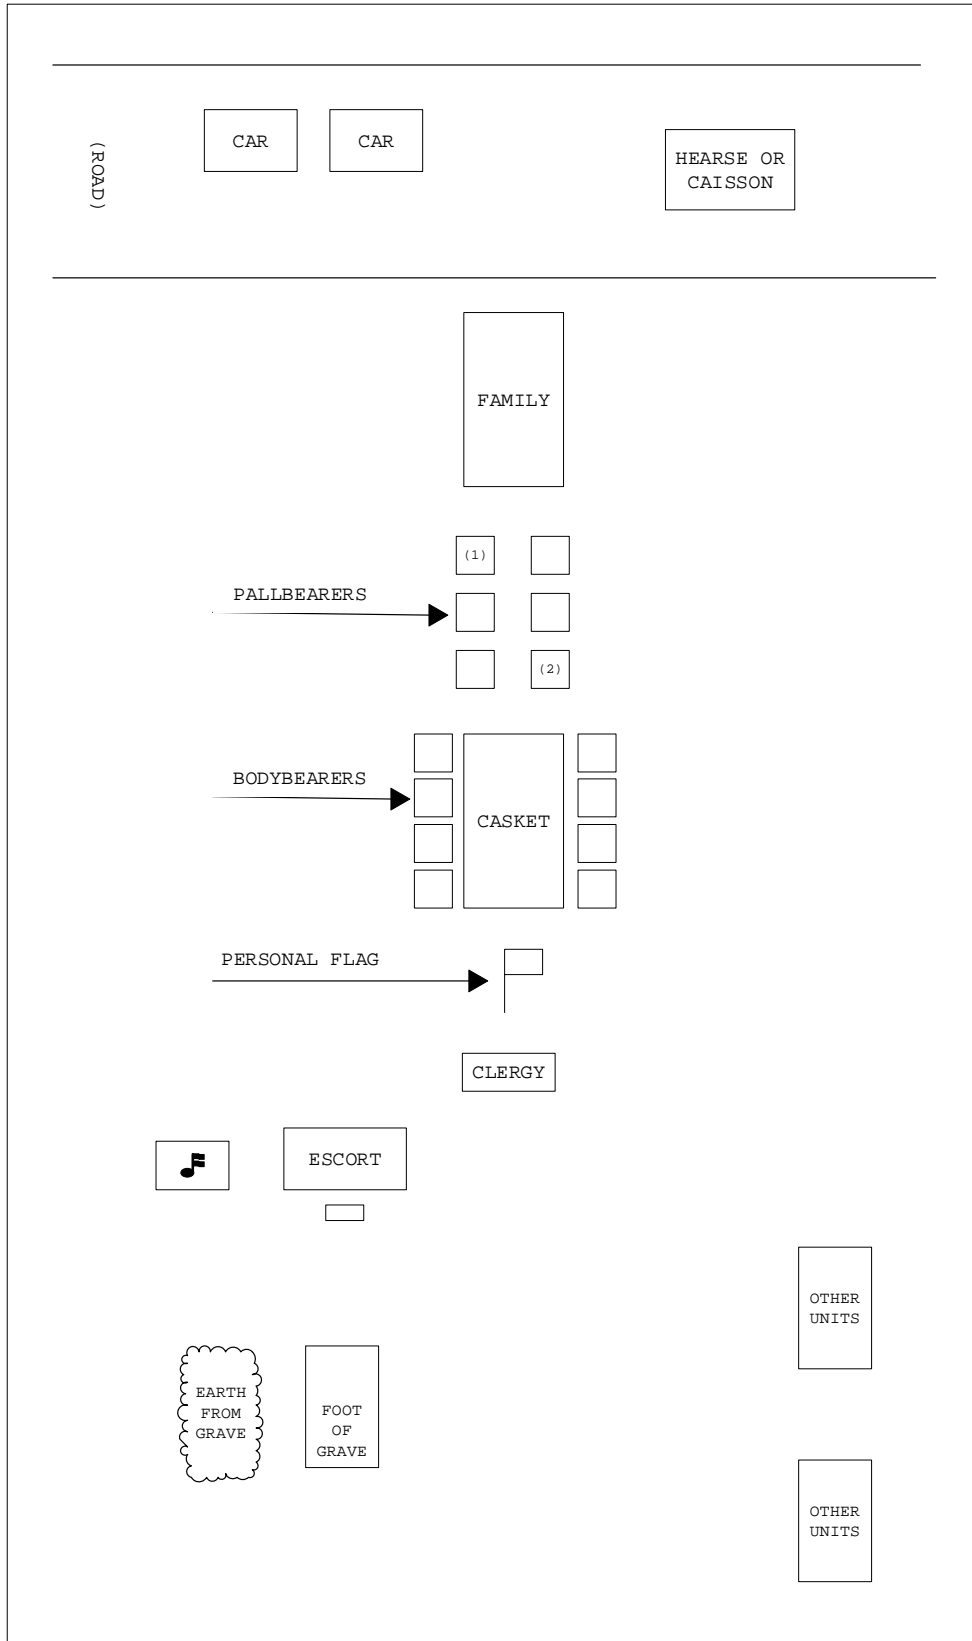 (ROAD)
CAR
CAR
HEARSE OR
CAISSON
FAMILY
(1)
PALLBEARERS
(2)
BODYBEARERS
CASKET
PERSONAL FLAG
CLERGY
ESCORT
OTHER
UNITS
EARTH
FROM
GRAVE
FOOT
OF
GRAVE
OTHER
UNITS